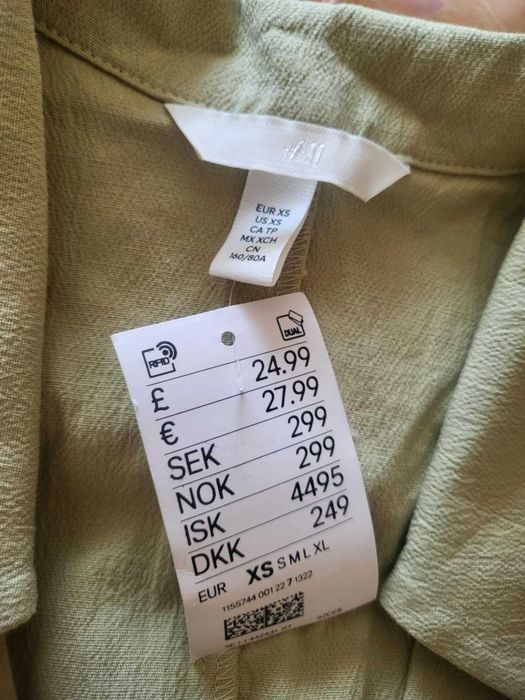 H&M
EUR XS
US XS
CA TP
MX XCH
CN
160/80A
RFID
DUAL
£ 24.99
€ 27.99
SEK 299
NOK 299
ISK 4495
DKK 249
EUR XS S M L XL
1155744 001 22 7 1322